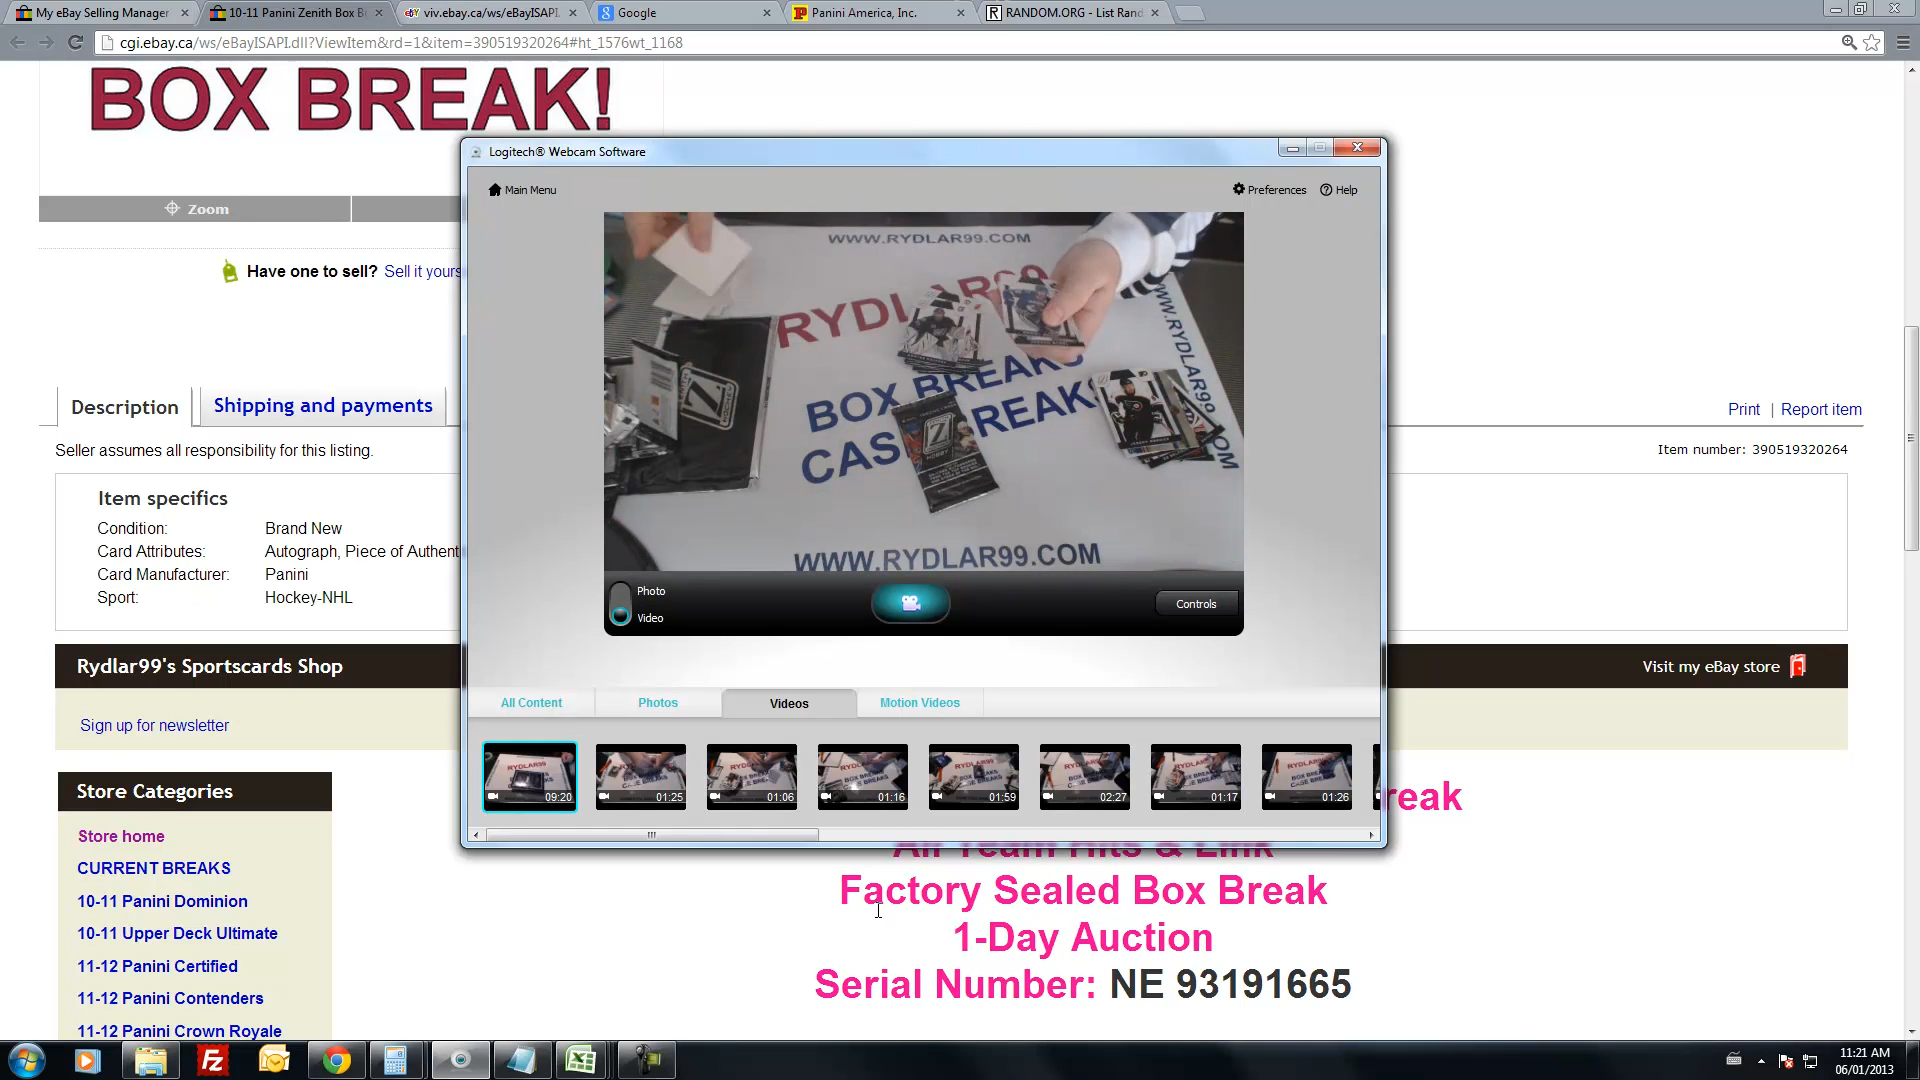 My eBay Selling Manager
10-11 Panini Zenith Box B
viv.ebay.ca/ws/eBayISAPI.
Google
Panini America, Inc.
RANDOM.ORG - List Rand
cgi.ebay.ca/ws/eBayISAPI.dll?ViewItem&rd=1&item=390519320264#ht_1576wt_1168
BOX BREAK!
Logitech® Webcam Software
Main Menu
Preferences
Help
Zoom
WWW.RYDLAR99.COM
RYDLAR99
WWW.RYDLAR99.COM
BOX BREAKS
CASE BREAKS
HOBBY
WWW.RYDLAR99.COM
Have one to sell? Sell it yours
Description
Shipping and payments
Print | Report item
Seller assumes all responsibility for this listing.
Item number: 390519320264
Item specifics
Condition: Brand New
Card Attributes: Autograph, Piece of Authent
Card Manufacturer: Panini
Sport: Hockey-NHL
Photo
Video
Controls
Rydlar99's Sportscards Shop
Visit my eBay store
Sign up for newsletter
All Content
Photos
Videos
Motion Videos
09:20
01:25
01:06
01:16
01:59
02:27
01:17
01:26
reak
All Team Hits & Link
Factory Sealed Box Break
1-Day Auction
Serial Number: NE 93191665
Store Categories
Store home
CURRENT BREAKS
10-11 Panini Dominion
10-11 Upper Deck Ultimate
11-12 Panini Certified
11-12 Panini Contenders
11-12 Panini Crown Royale
11:21 AM
06/01/2013